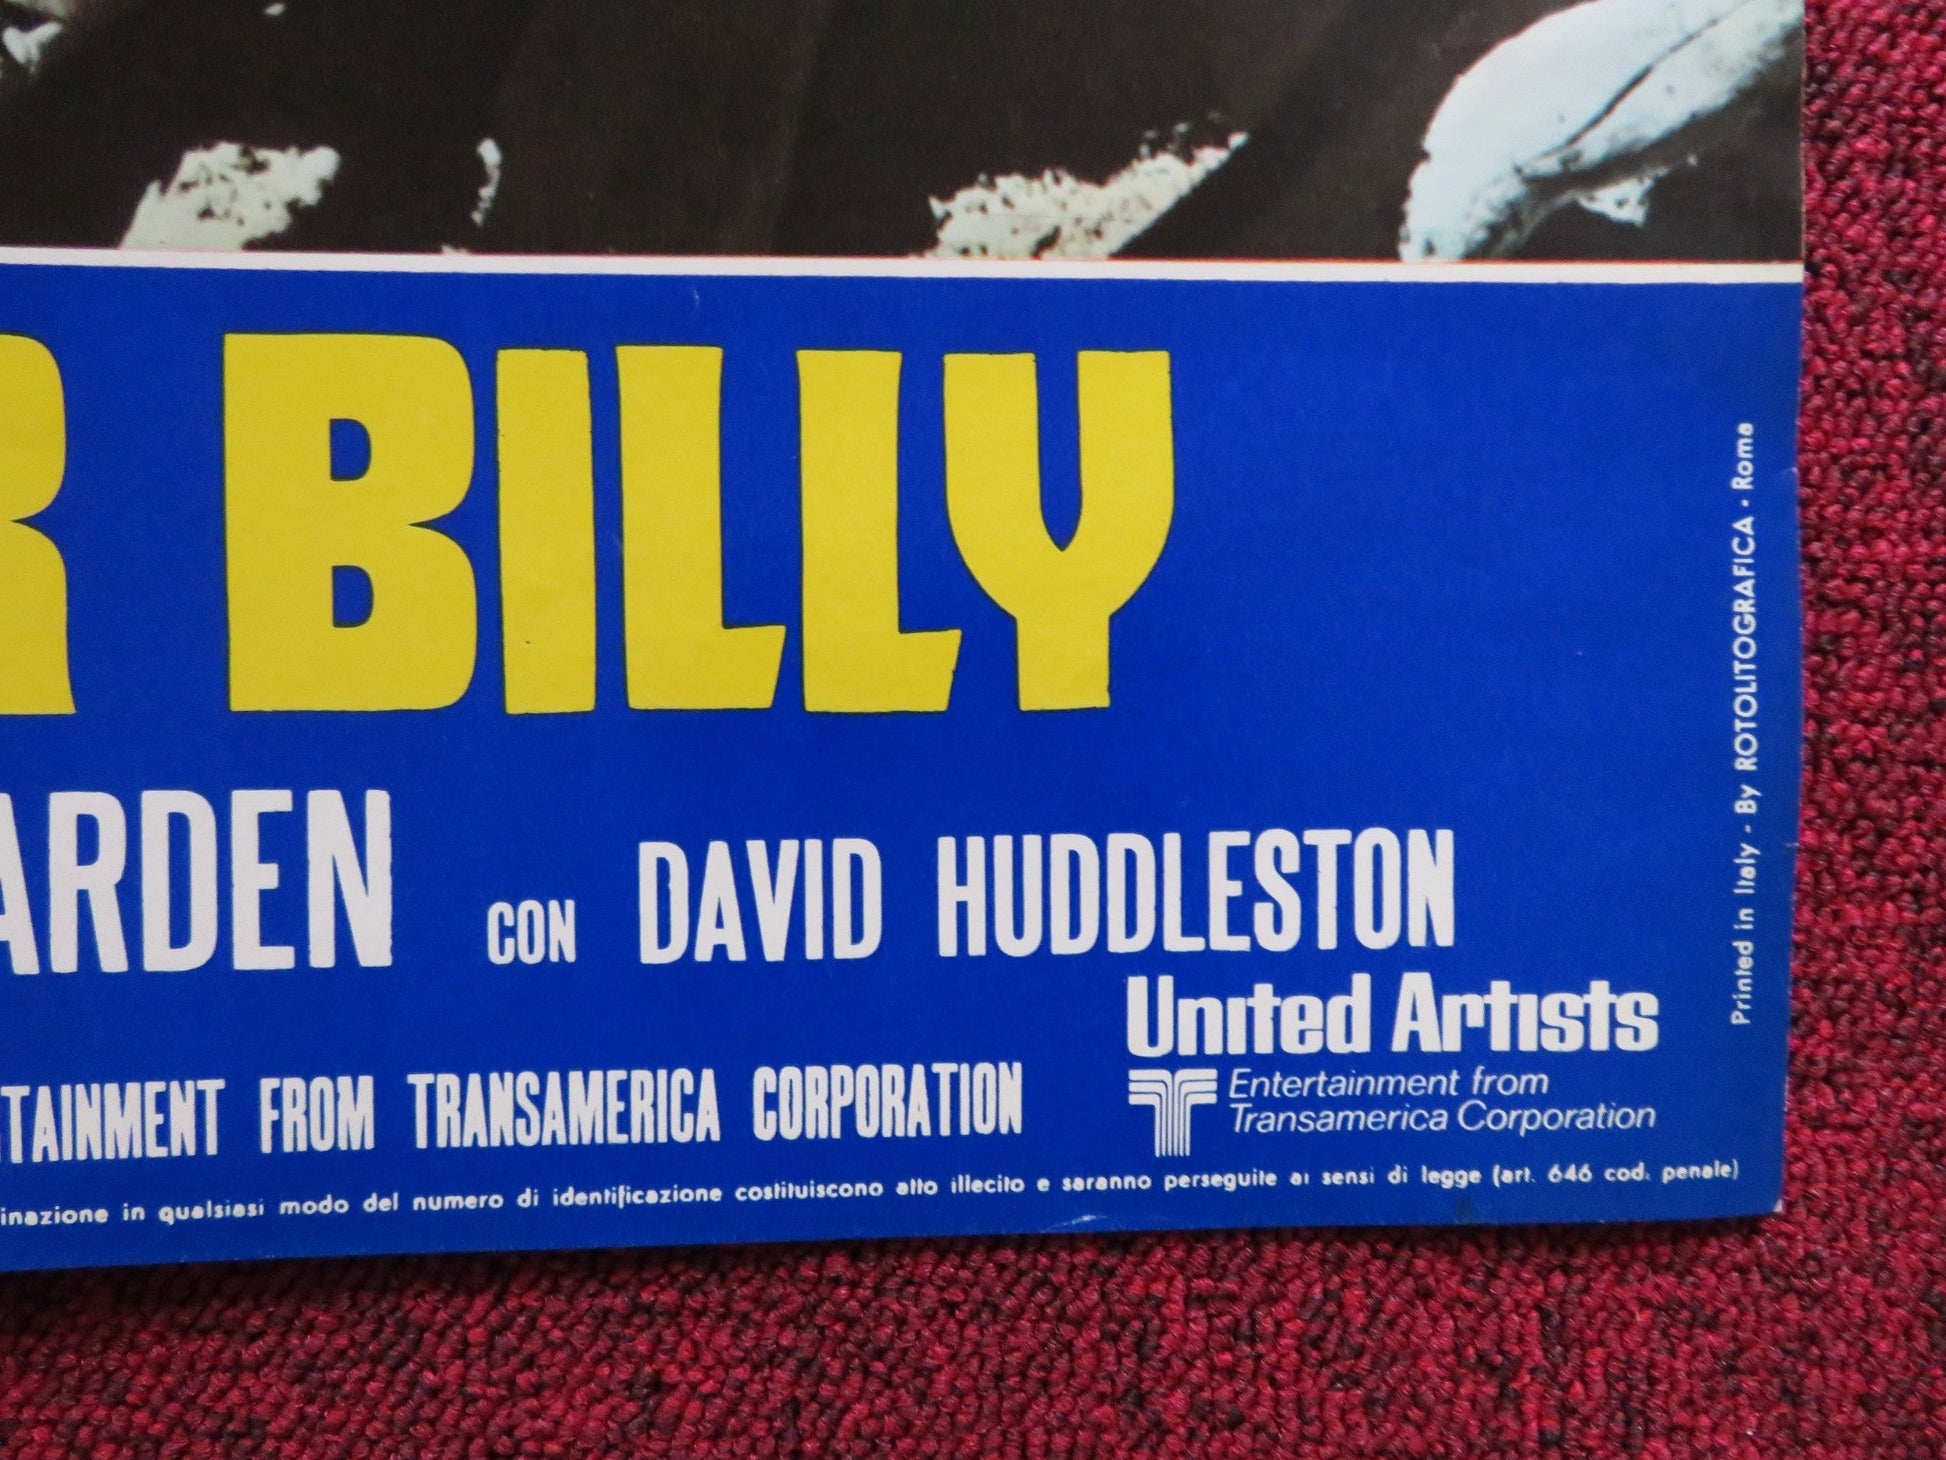 R BILLY
ARDEN CON DAVID HUDDLESTON
United Artists
Entertainment from
Transamerica Corporation
TAINMENT FROM TRANSAMERICA CORPORATION
inazione in qualsiasi modo del numero di identificazione costituiscono atto illecito e saranno perseguite ai sensi di legge (art. 646 cod. penale)
Printed in Italy - By ROTOLITOGRAFICA - Roma